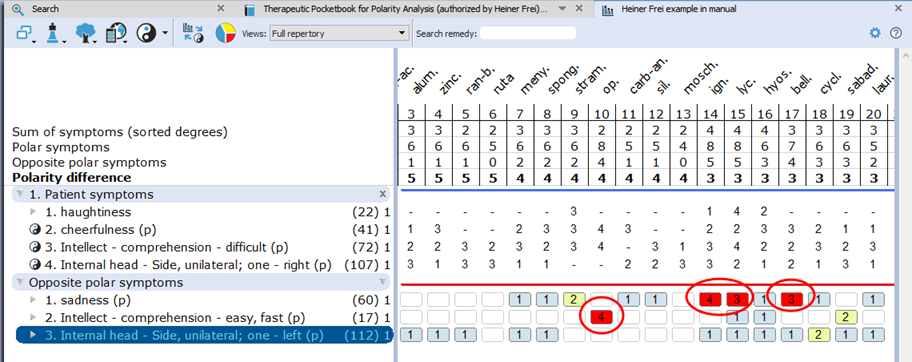 Search
Therapeutic Pocketbook for Polarity Analysis (authorized by Heiner Frei)...
Heiner Frei example in manual
Views: Full repertory
Search remedy:
-ac. alum. zinc. ran-b. ruta meny. spong. stram. op. carb-an. sil. mosch. ign. lyc. hyos. bell. cycl. sabad. laur.
3 4 5 6 7 8 9 10 11 12 13 14 15 16 17 18 19 20
Sum of symptoms (sorted degrees) 3 3 2 2 3 3 3 2 2 2 2 4 4 4 3 3 3 3
Polar symptoms 6 6 6 6 6 6 6 8 5 5 4 8 8 6 7 6 6 5
Opposite polar symptoms 1 1 1 0 2 2 3 4 1 1 0 5 5 3 4 3 3 2
Polarity difference 5 5 5 5 4 4 4 4 4 4 4 3 3 3 3 3 3 3
1. Patient symptoms x
1. haughtiness (22) 1 - - - - - - 3 - - - - 1 4 2 - - - -
2. cheerfulness (p) (41) 1 1 3 - - 2 3 3 4 3 - - 2 2 3 3 2 1 1
3. Intellect - comprehension - difficult (p) (72) 1 2 2 3 3 3 2 1 4 - 3 1 3 4 2 2 3 2 3
4. Internal head - Side, unilateral; one - right (p) (107) 1 3 1 3 3 1 1 2 - 2 2 3 3 2 1 2 1 3 1
Opposite polar symptoms
1. sadness (p) (60) 1 1 1 2 1 1 4 3 1 3 1 1
2. Intellect - comprehension - easy, fast (p) (17) 1 4 1 1 2
3. Internal head - Side, unilateral; one - left (p) (112) 1 1 1 1 1 1 1 1 1 1 1 1 1 2 1 1